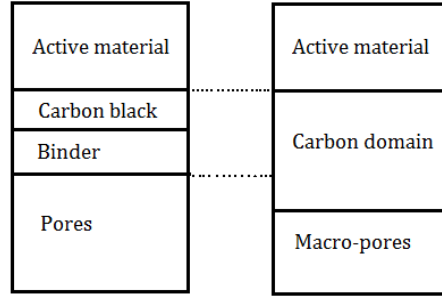 Active material
Carbon black
Binder
Pores
Active material
Carbon domain
Macro-pores